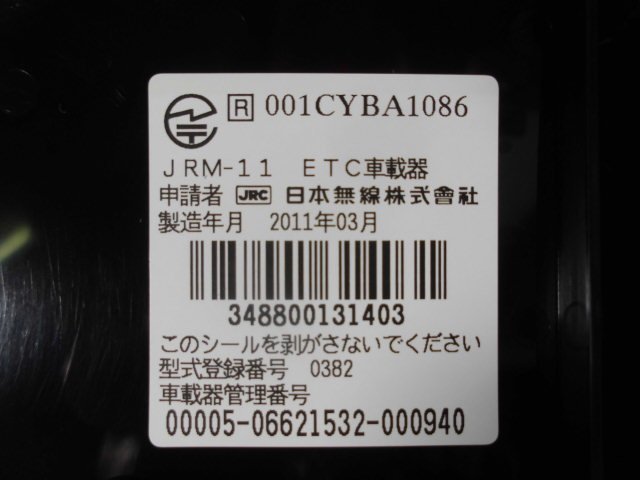 R 001CYBA1086
JRM-11 ETC車載器
申請者 JRC 日本無線株式會社
製造年月 2011年03月
348800131403
このシールを剥がさないでください
型式登録番号 0382
車載器管理番号
00005-06621532-000940